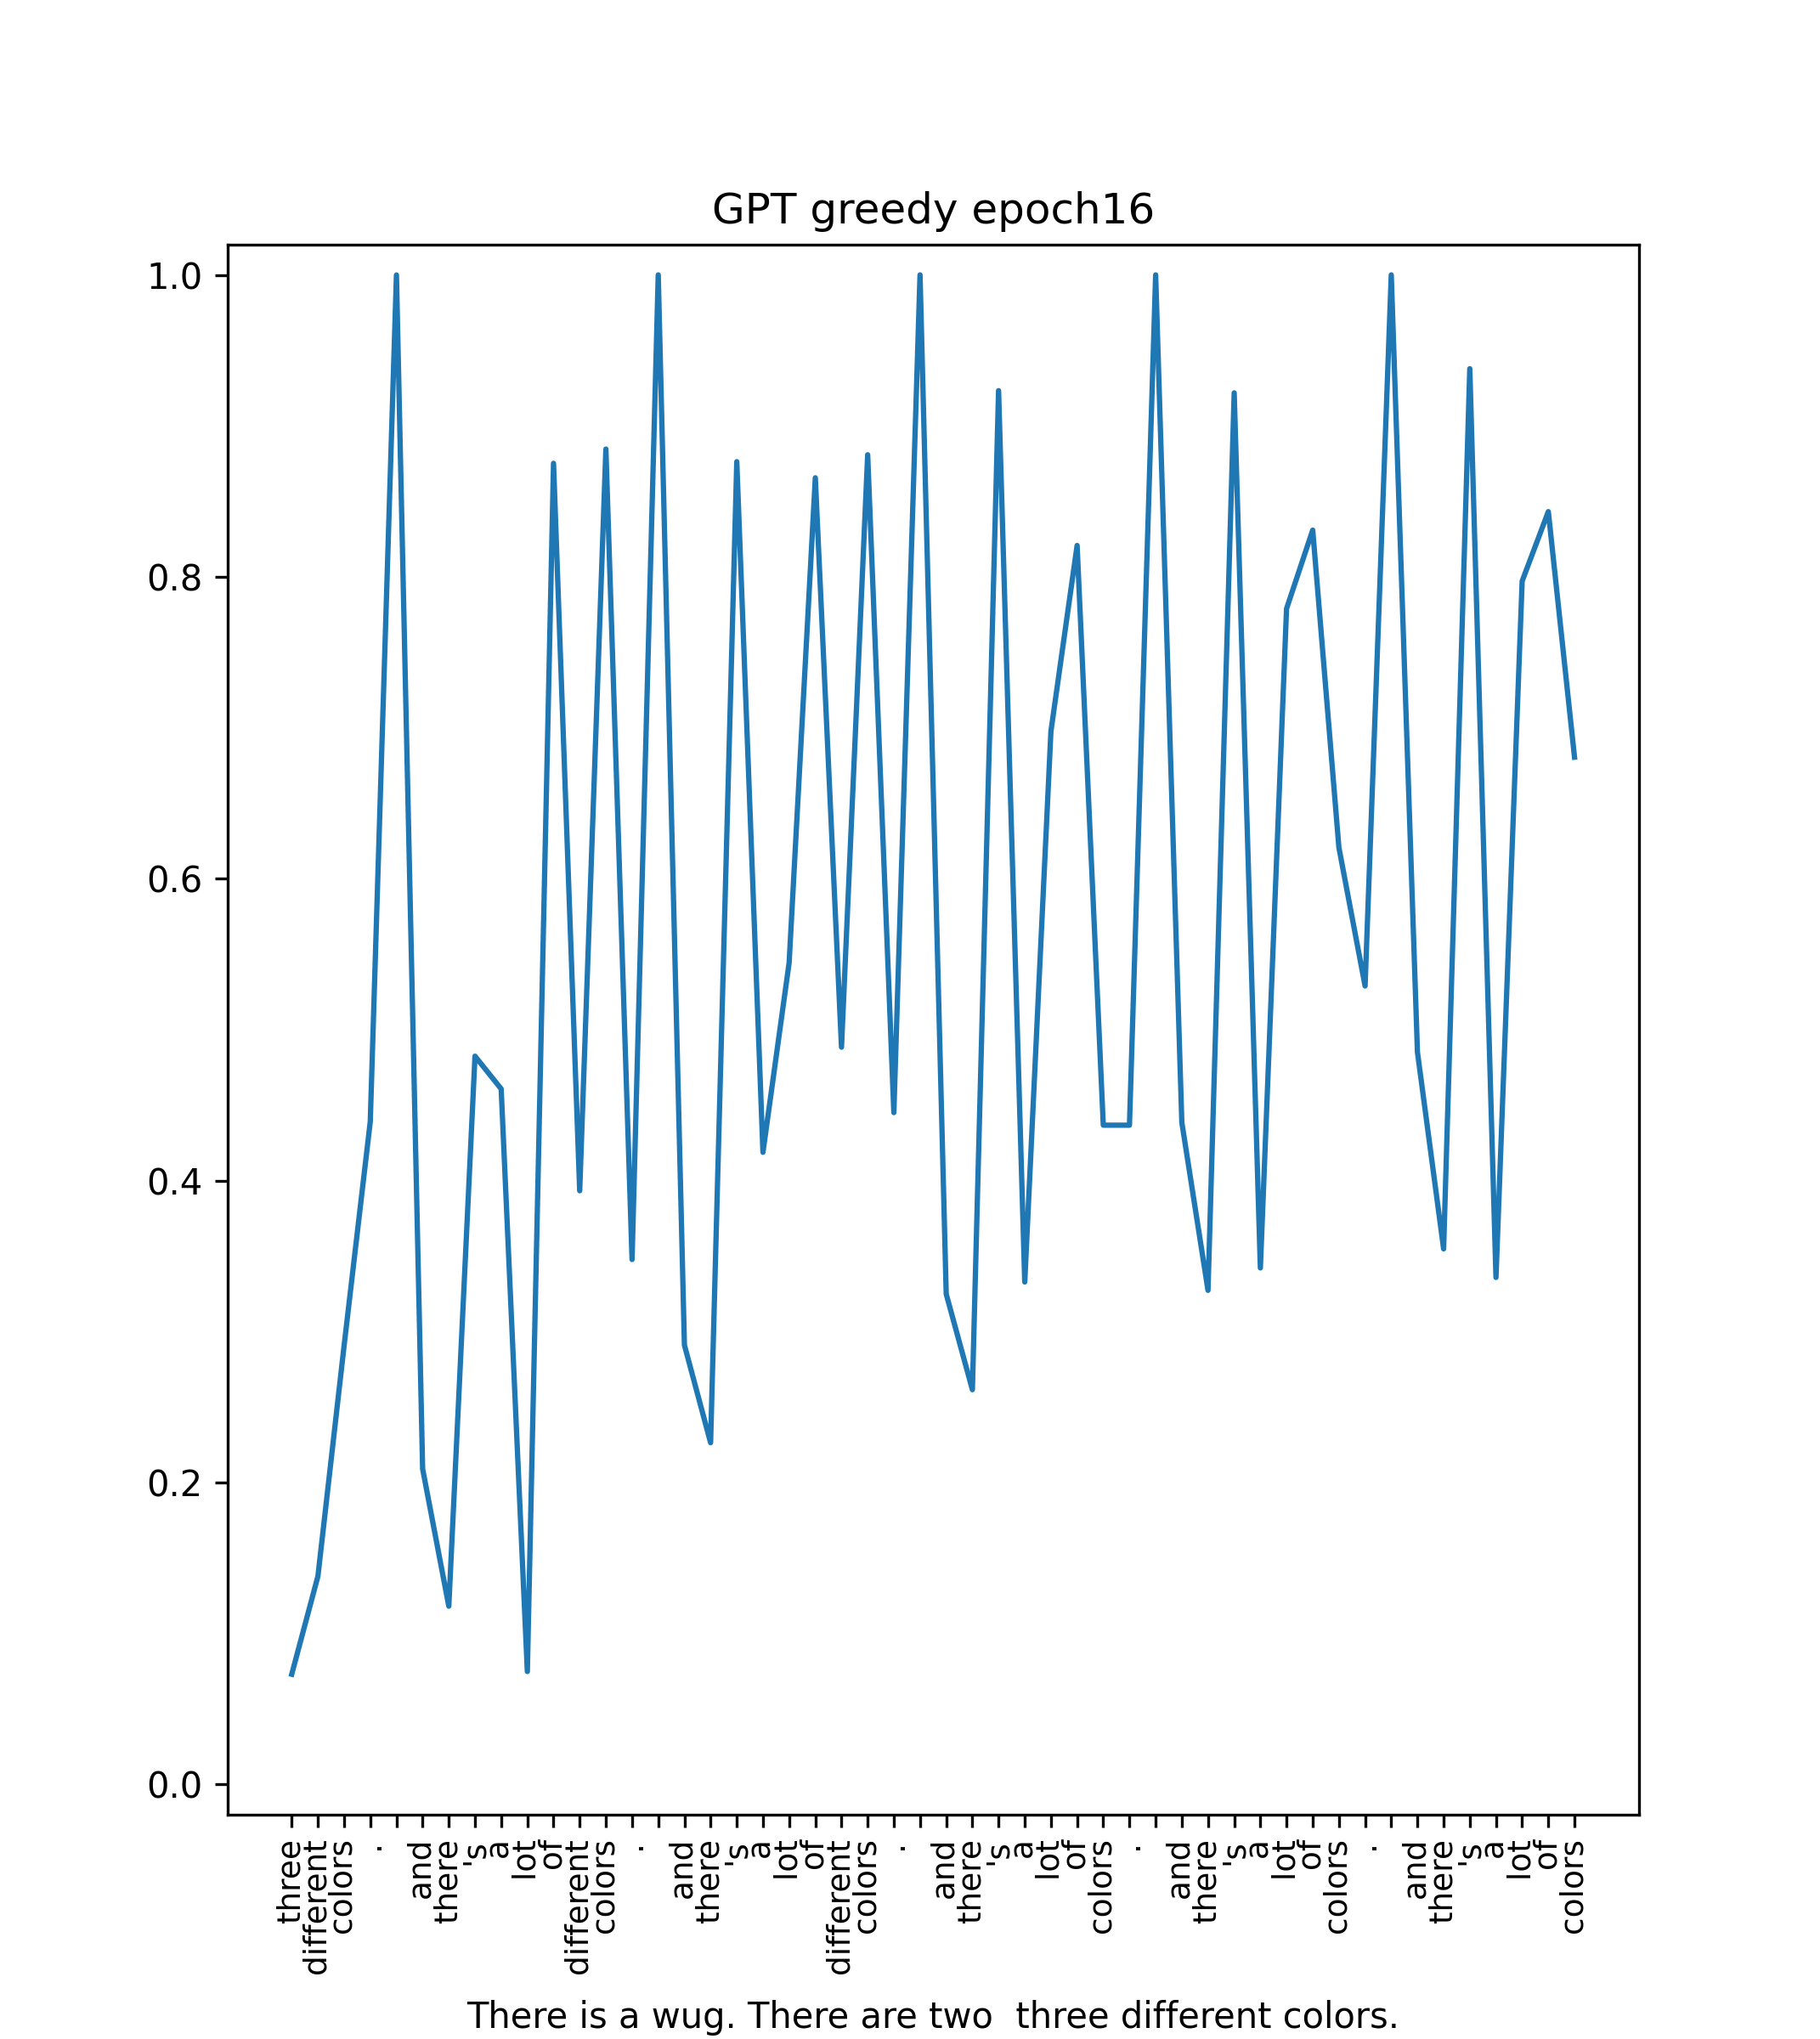 GPT greedy epoch16
1.0
0.8
0.6
0.4
0.2
0.0
three
different
colors
.
and
there
's
a
lot
of
different
colors
.
and
there
's
a
lot
of
different
colors
.
and
there
's
a
lot
of
colors
.
and
there
's
a
lot
of
colors
.
and
there
's
a
lot
of
colors
There is a wug. There are two  three different colors.